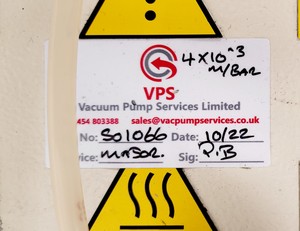 4x10^3
M/BAR
VPS
Vacuum Pump Services Limited
454 803388 sales@vacpumpservices.co.uk
No: SO1066 Date: 10/22
vice: MAJOR. Sig: P.B